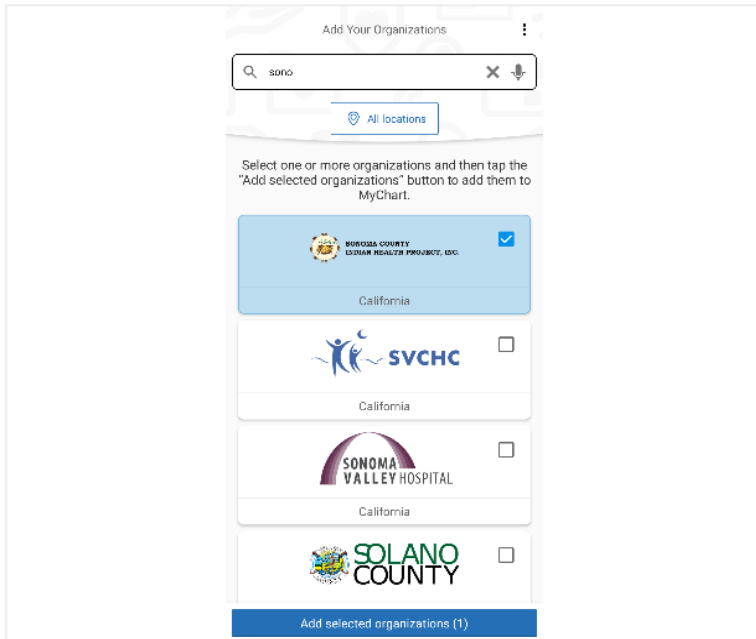 Add Your Organizations
sono
All locations
Select one or more organizations and then tap the
"Add selected organizations" button to add them to
MyChart.
SONOMA COUNTY
INDIAN HEALTH PROJECT, INC.
California
SVCHC
California
SONOMA
VALLEY HOSPITAL
California
SOLANO
COUNTY
Add selected organizations (1)